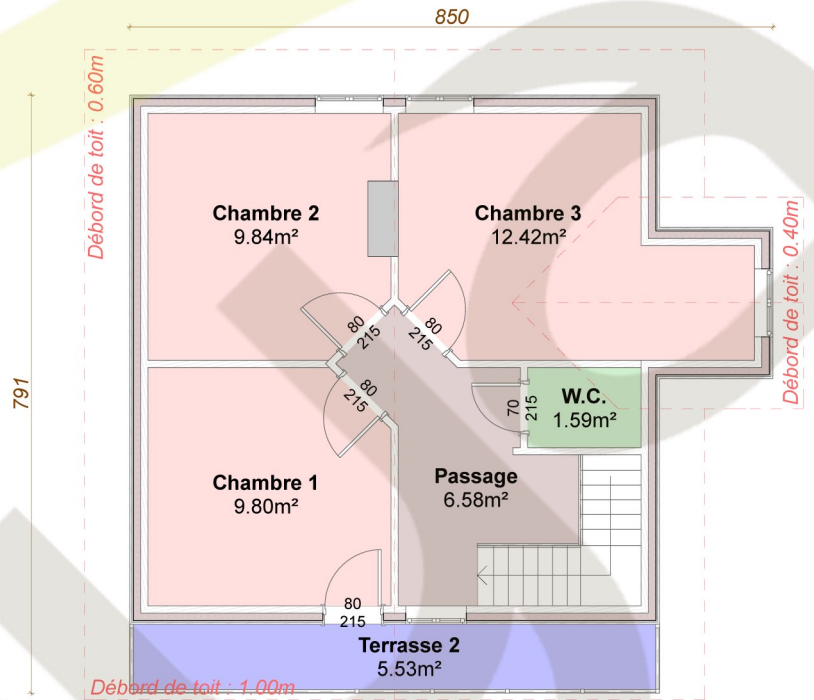 850
Débord de toit : 0.60m
791
Chambre 2
9.84m²
Chambre 3
12.42m²
Débord de toit : 0.40m
80
215
80
215
80
215
70
215
W.C.
1.59m²
Chambre 1
9.80m²
Passage
6.58m²
80
215
Terrasse 2
5.53m²
Débord de toit : 1.00m